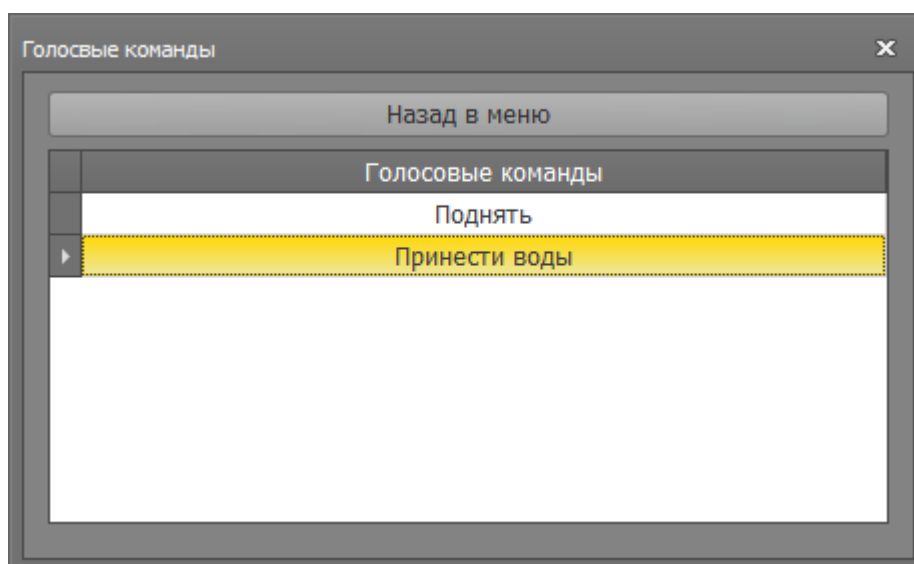 Голосвые команды
Назад в меню
Голосовые команды
Поднять
Принести воды